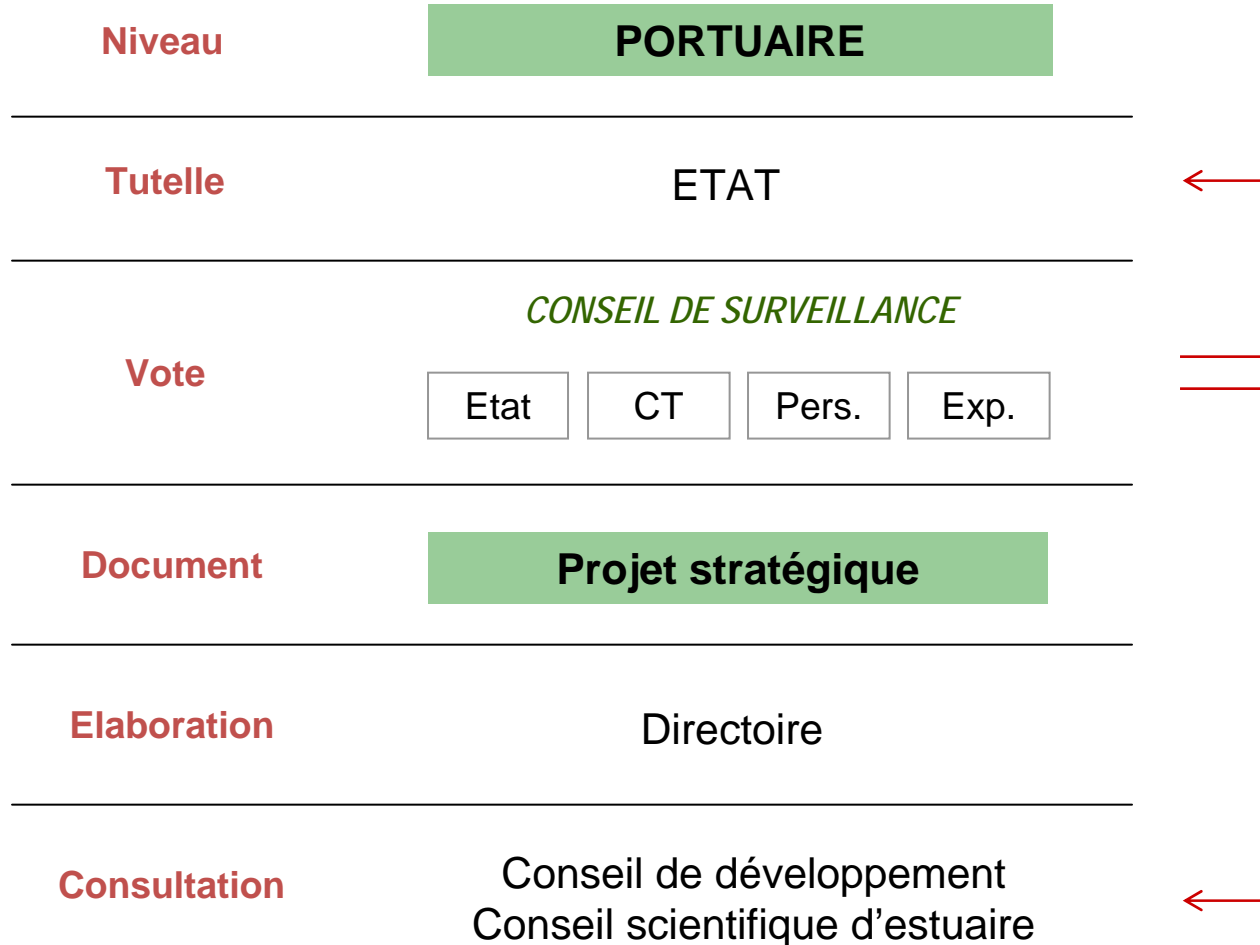 Niveau PORTUAIRE
Tutelle ETAT
CONSEIL DE SURVEILLANCE
Vote
Etat CT Pers. Exp.
Document Projet stratégique
Elaboration Directoire
Consultation Conseil de développement
Conseil scientifique d'estuaire